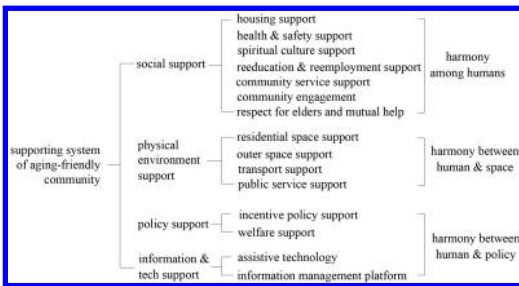 supporting system
of aging-friendly
community
social support
housing support
health & safety support
spiritual culture support
reeducation & reemployment support
community service support
community engagement
respect for elders and mutual help
harmony
among humans
physical
environment
support
residential space support
outer space support
transport support
public service support
harmony between
human & space
policy support
incentive policy support
welfare support
information &
tech support
assistive technology
information management platform
harmony between
human & policy